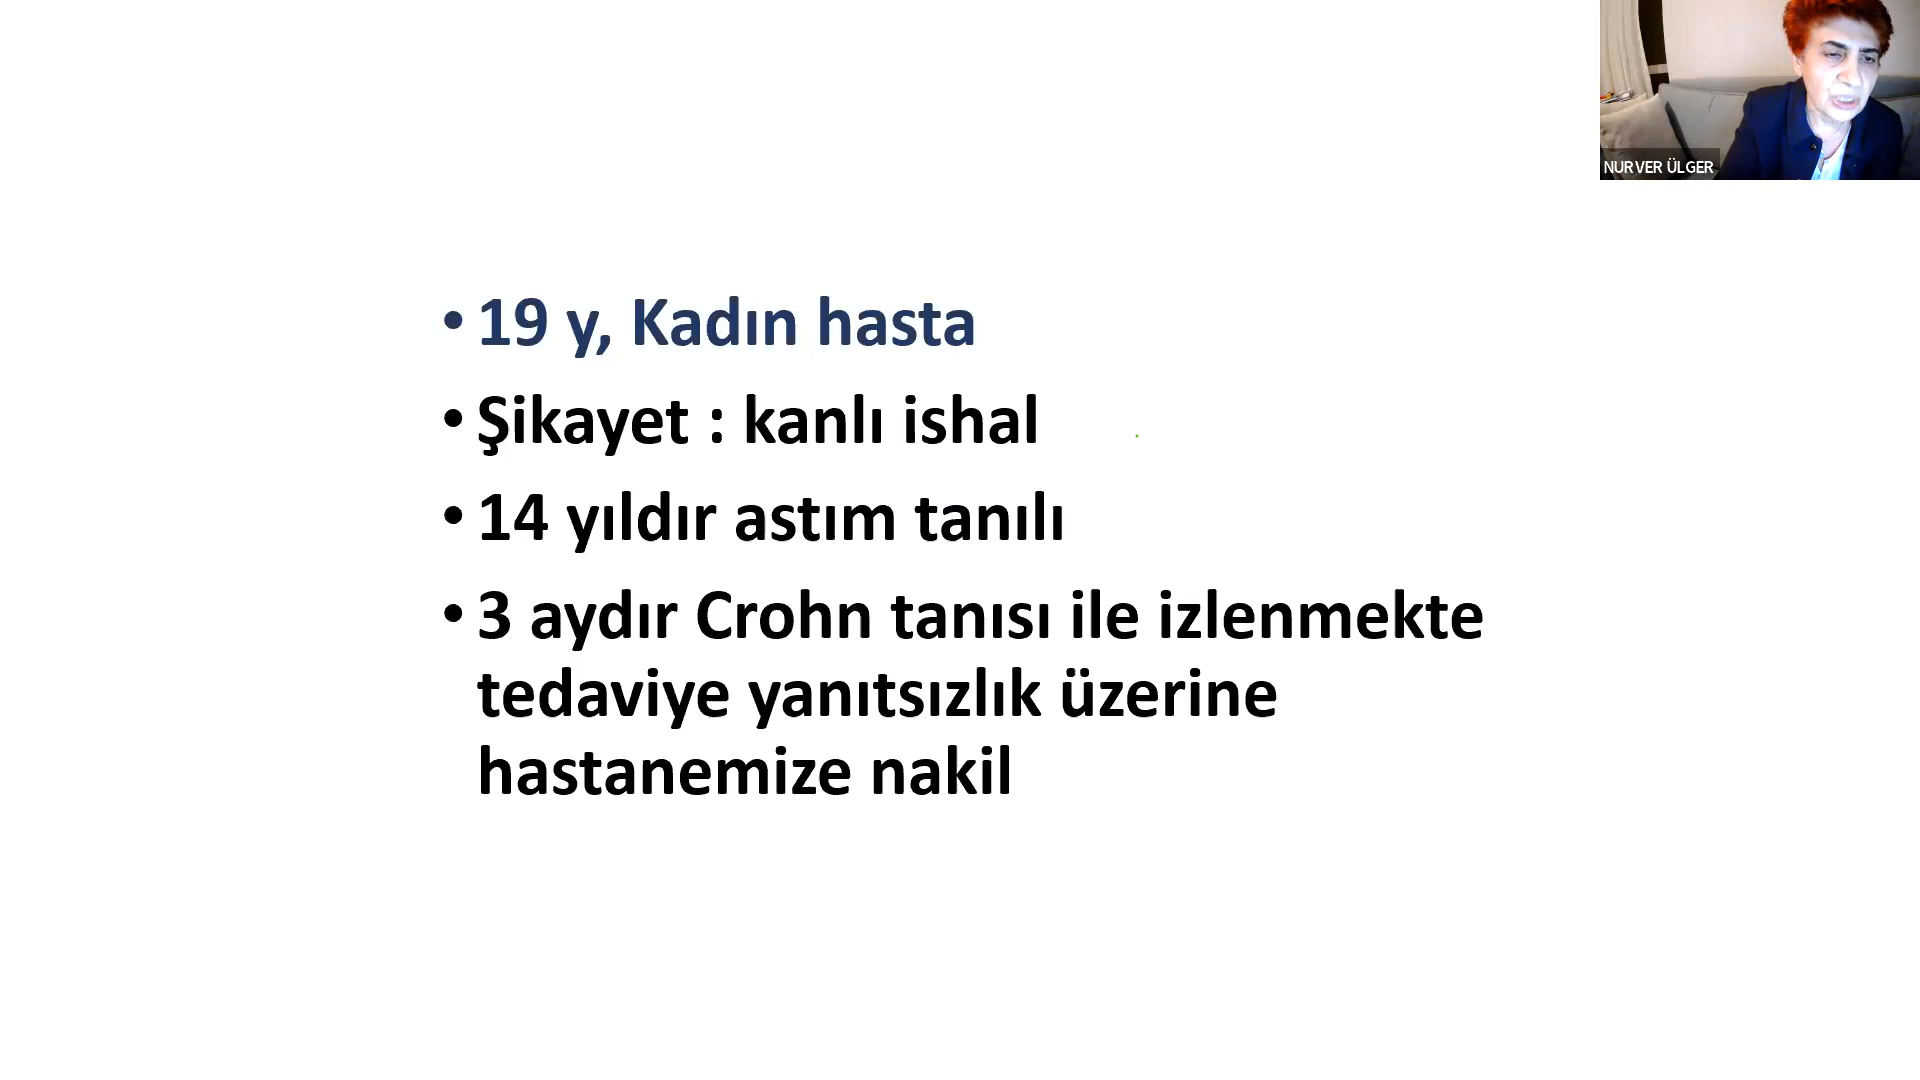 NURVER ÜLGER
• 19 y, Kadın hasta
• Şikayet : kanlı ishal
• 14 yıldır astım tanılı
• 3 aydır Crohn tanısı ile izlenmekte
tedaviye yanıtsızlık üzerine
hastanemize nakil